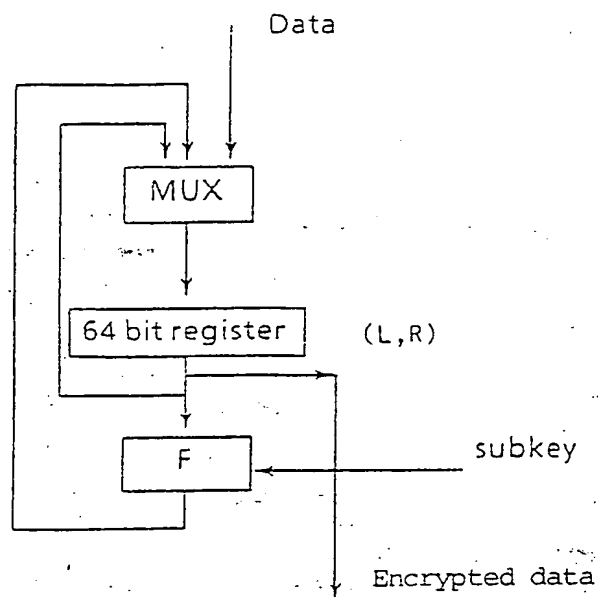 Data
MUX
64 bit register (L,R)
F
subkey
Encrypted data